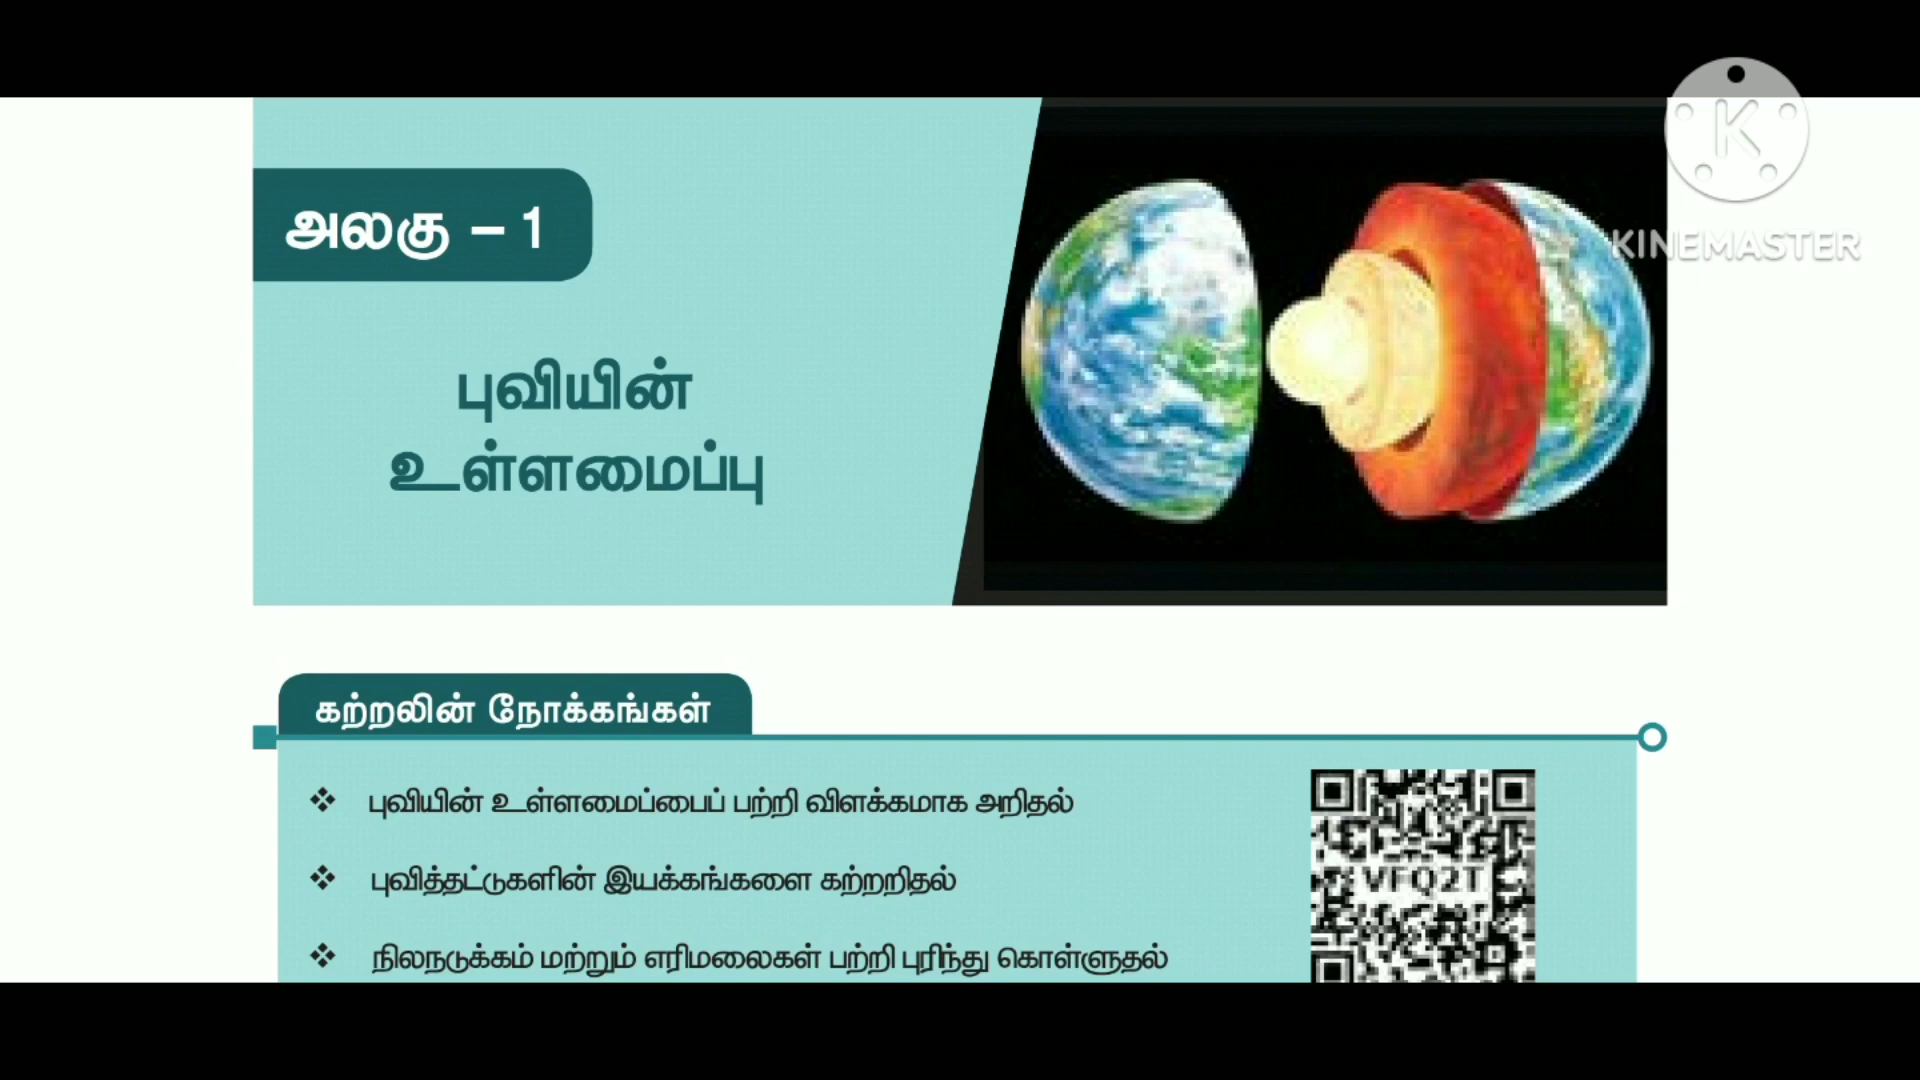 அலகு – 1
புவியின்
உள்ளமைப்பு
K
KINEMASTER
கற்றலின் நோக்கங்கள்
❖ புவியின் உள்ளமைப்பைப் பற்றி விளக்கமாக அறிதல்
❖ புவித்தட்டுகளின் இயக்கங்களை கற்றறிதல்
❖ நிலநடுக்கம் மற்றும் எரிமலைகள் பற்றி புரிந்து கொள்ளுதல்
VFQ2T